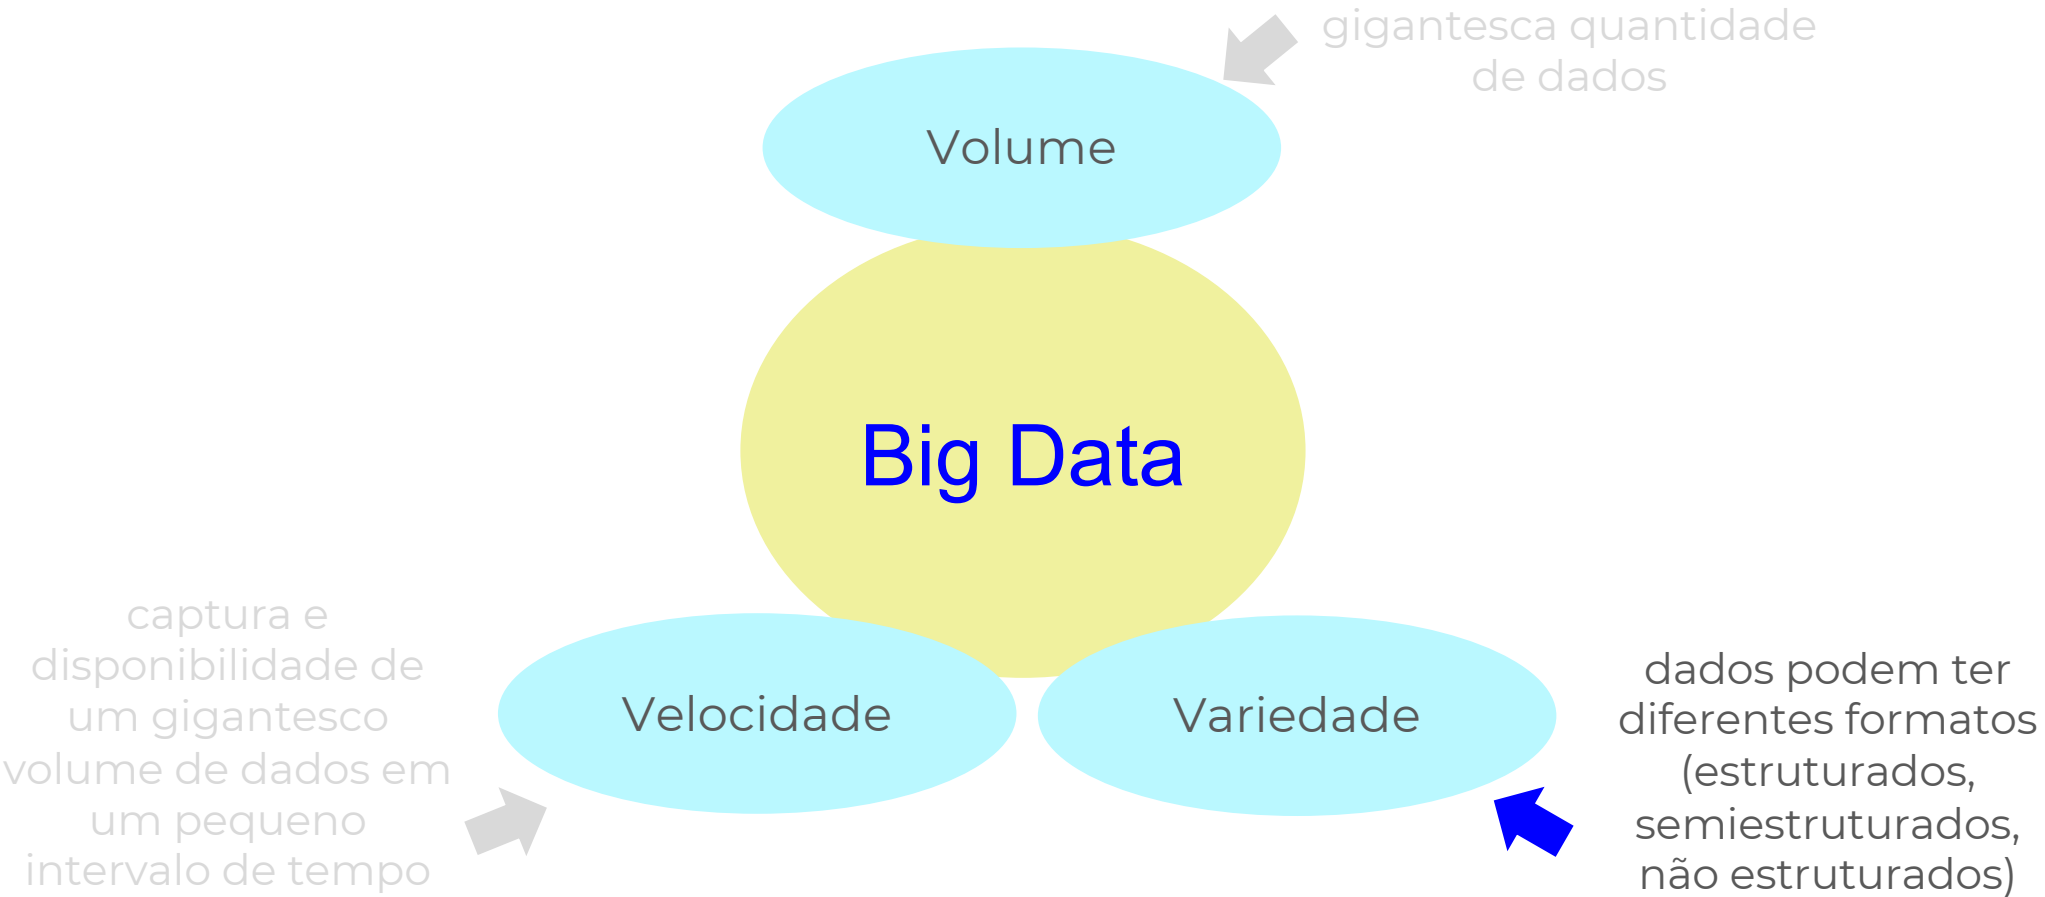 gigantesca quantidade
de dados
Volume
Big Data
captura e
disponibilidade de
um gigantesco
volume de dados em
um pequeno
intervalo de tempo
Velocidade
Variedade
dados podem ter
diferentes formatos
(estruturados,
semiestruturados,
não estruturados)